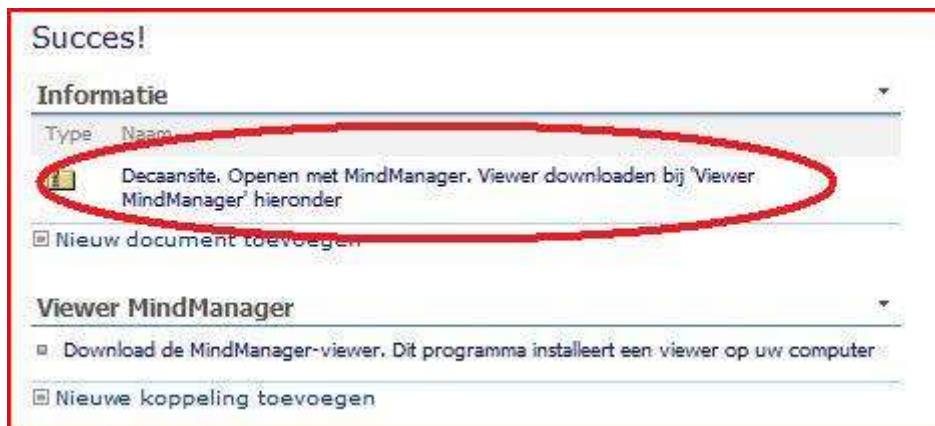 Succes!
Informatie
Type Naam
Decaansite. Openen met MindManager. Viewer downloaden bij 'Viewer
MindManager' hieronder
Nieuw document toevoegen
Viewer MindManager
Download de MindManager-viewer. Dit programma installeert een viewer op uw computer
Nieuwe koppeling toevoegen